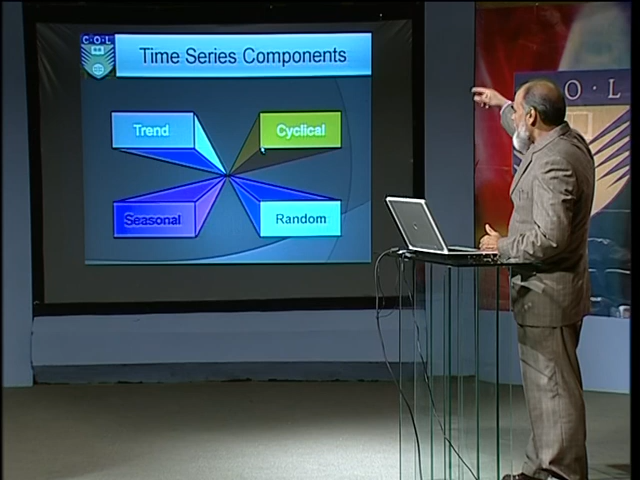 C·O·L
Time Series Components
Trend
Cyclical
Seasonal
Random
O·L